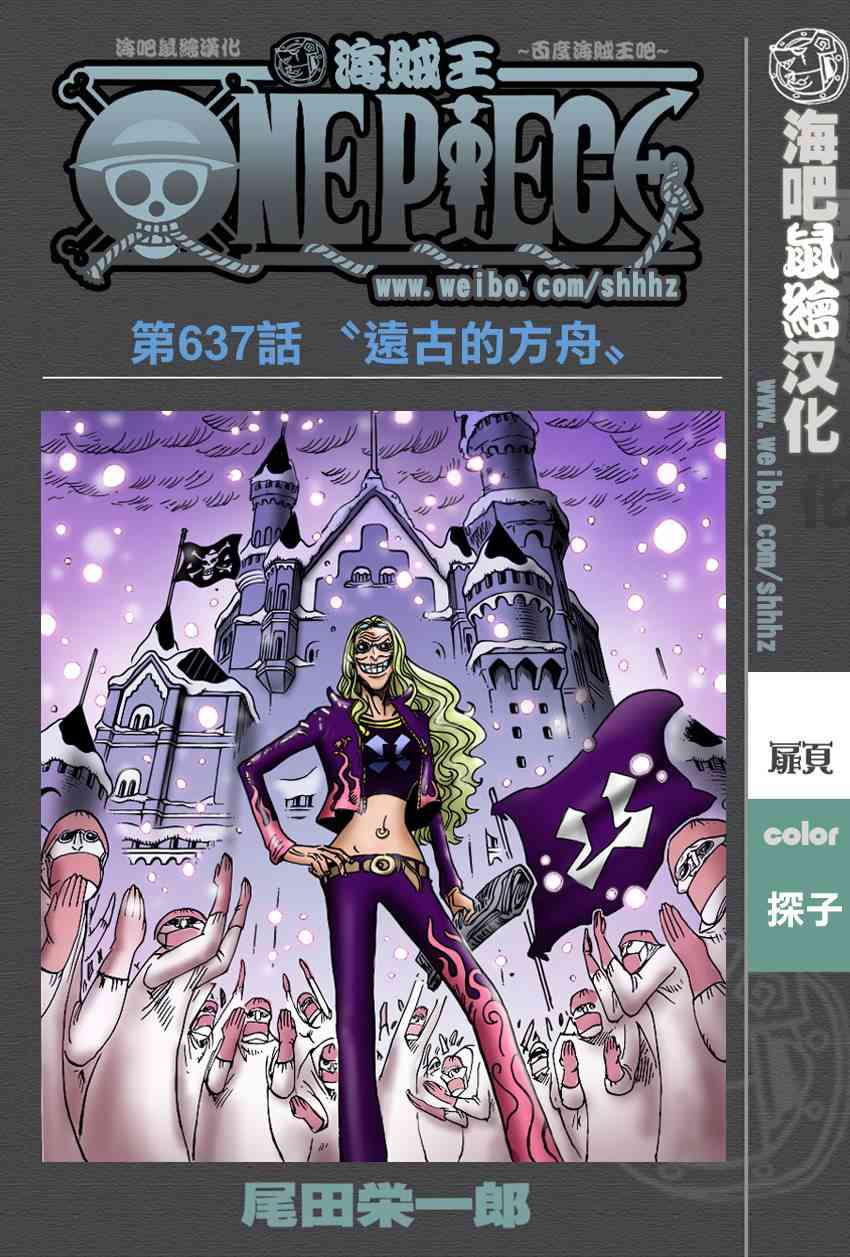 海吧鼠繪漢化
~百度海賊王吧~
海賊王
ONE PIECE
www.weibo.com/shhhz
第637話 〝遠古的方舟〟
尾田栄一郎
海吧鼠繪汉化
www.weibo.com/shhhz
扉頁
color
探子